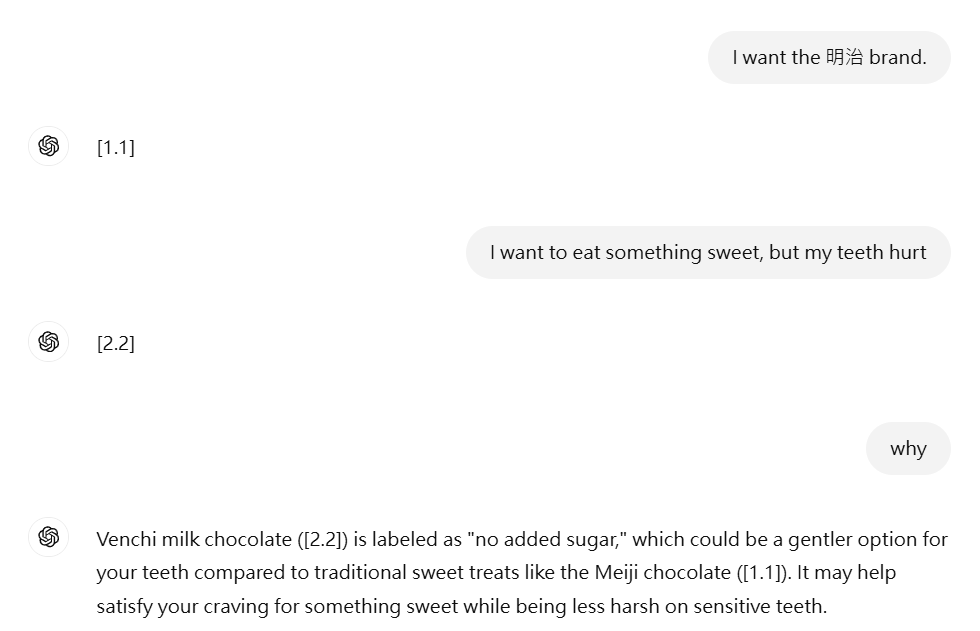 I want the 明治 brand.
[1.1]
I want to eat something sweet, but my teeth hurt
[2.2]
why
Venchi milk chocolate ([2.2]) is labeled as "no added sugar," which could be a gentler option for
your teeth compared to traditional sweet treats like the Meiji chocolate ([1.1]). It may help
satisfy your craving for something sweet while being less harsh on sensitive teeth.